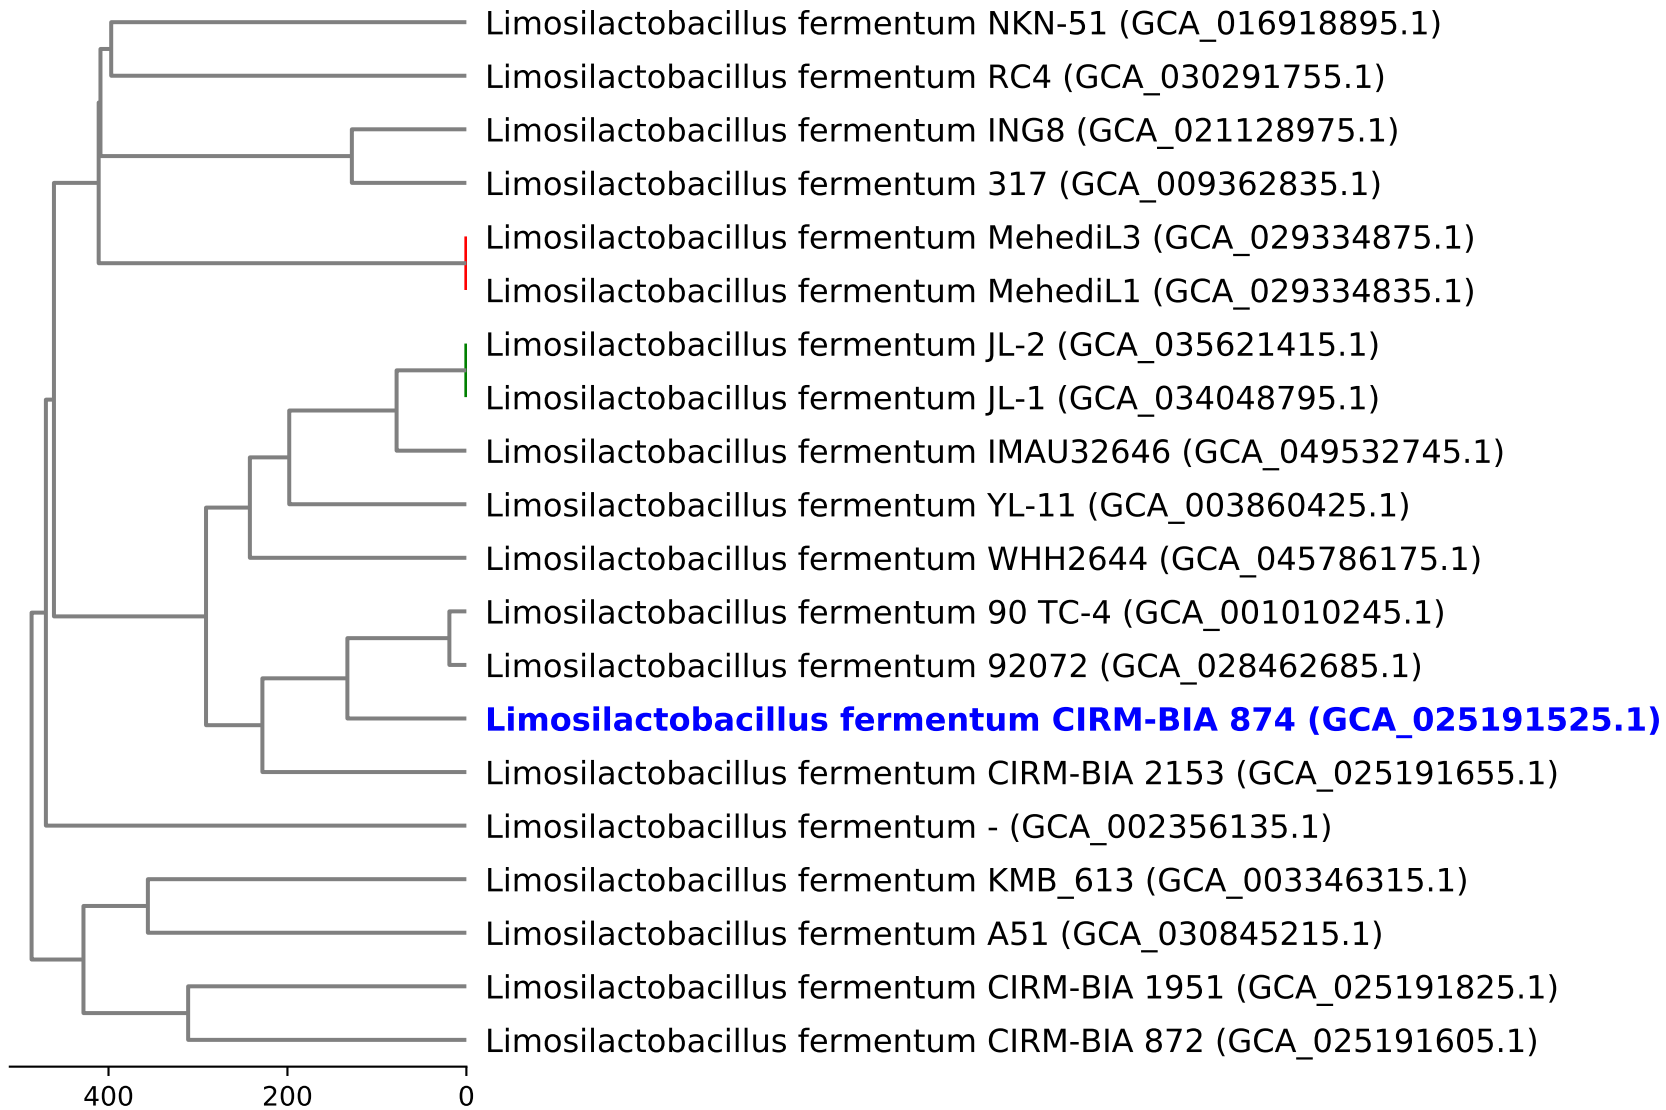 Limosilactobacillus fermentum NKN-51 (GCA_016918895.1)
Limosilactobacillus fermentum RC4 (GCA_030291755.1)
Limosilactobacillus fermentum ING8 (GCA_021128975.1)
Limosilactobacillus fermentum 317 (GCA_009362835.1)
Limosilactobacillus fermentum MehediL3 (GCA_029334875.1)
Limosilactobacillus fermentum MehediL1 (GCA_029334835.1)
Limosilactobacillus fermentum JL-2 (GCA_035621415.1)
Limosilactobacillus fermentum JL-1 (GCA_034048795.1)
Limosilactobacillus fermentum IMAU32646 (GCA_049532745.1)
Limosilactobacillus fermentum YL-11 (GCA_003860425.1)
Limosilactobacillus fermentum WHH2644 (GCA_045786175.1)
Limosilactobacillus fermentum 90 TC-4 (GCA_001010245.1)
Limosilactobacillus fermentum 92072 (GCA_028462685.1)
Limosilactobacillus fermentum CIRM-BIA 874 (GCA_025191525.1)
Limosilactobacillus fermentum CIRM-BIA 2153 (GCA_025191655.1)
Limosilactobacillus fermentum - (GCA_002356135.1)
Limosilactobacillus fermentum KMB_613 (GCA_003346315.1)
Limosilactobacillus fermentum A51 (GCA_030845215.1)
Limosilactobacillus fermentum CIRM-BIA 1951 (GCA_025191825.1)
Limosilactobacillus fermentum CIRM-BIA 872 (GCA_025191605.1)
400 200 0